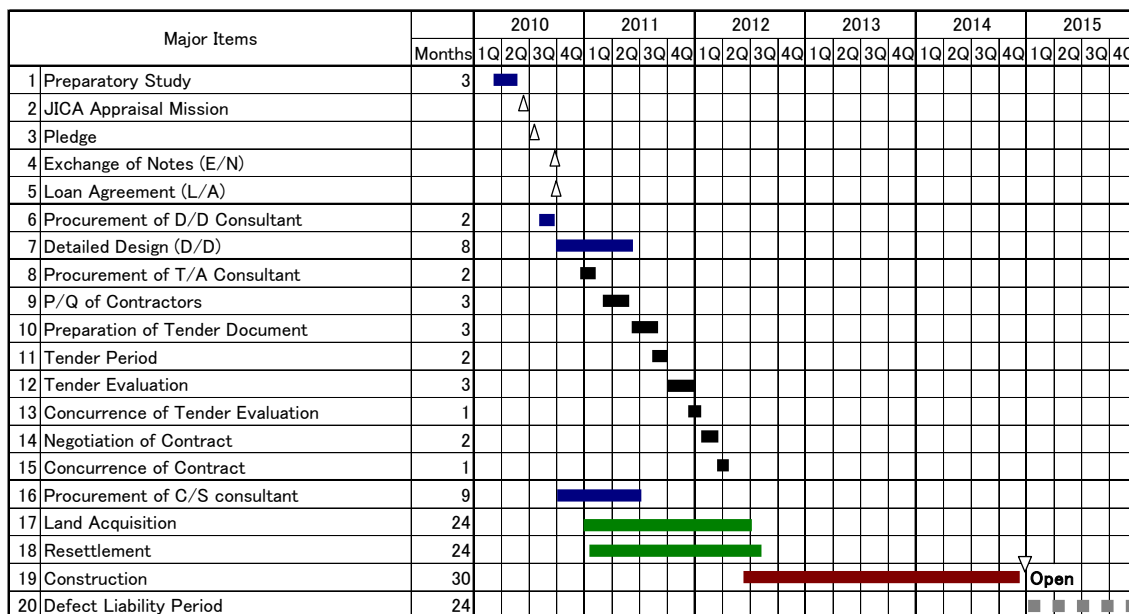 Major Items 2010 2011 2012 2013 2014 2015
Months 1Q 2Q 3Q 4Q 1Q 2Q 3Q 4Q 1Q 2Q 3Q 4Q 1Q 2Q 3Q 4Q 1Q 2Q 3Q 4Q 1Q 2Q 3Q 4Q
1 Preparatory Study 3
2 JICA Appraisal Mission
3 Pledge
4 Exchange of Notes (E/N)
5 Loan Agreement (L/A)
6 Procurement of D/D Consultant 2
7 Detailed Design (D/D) 8
8 Procurement of T/A Consultant 2
9 P/Q of Contractors 3
10 Preparation of Tender Document 3
11 Tender Period 2
12 Tender Evaluation 3
13 Concurrence of Tender Evaluation 1
14 Negotiation of Contract 2
15 Concurrence of Contract 1
16 Procurement of C/S consultant 9
17 Land Acquisition 24
18 Resettlement 24
19 Construction 30 Open
20 Defect Liability Period 24